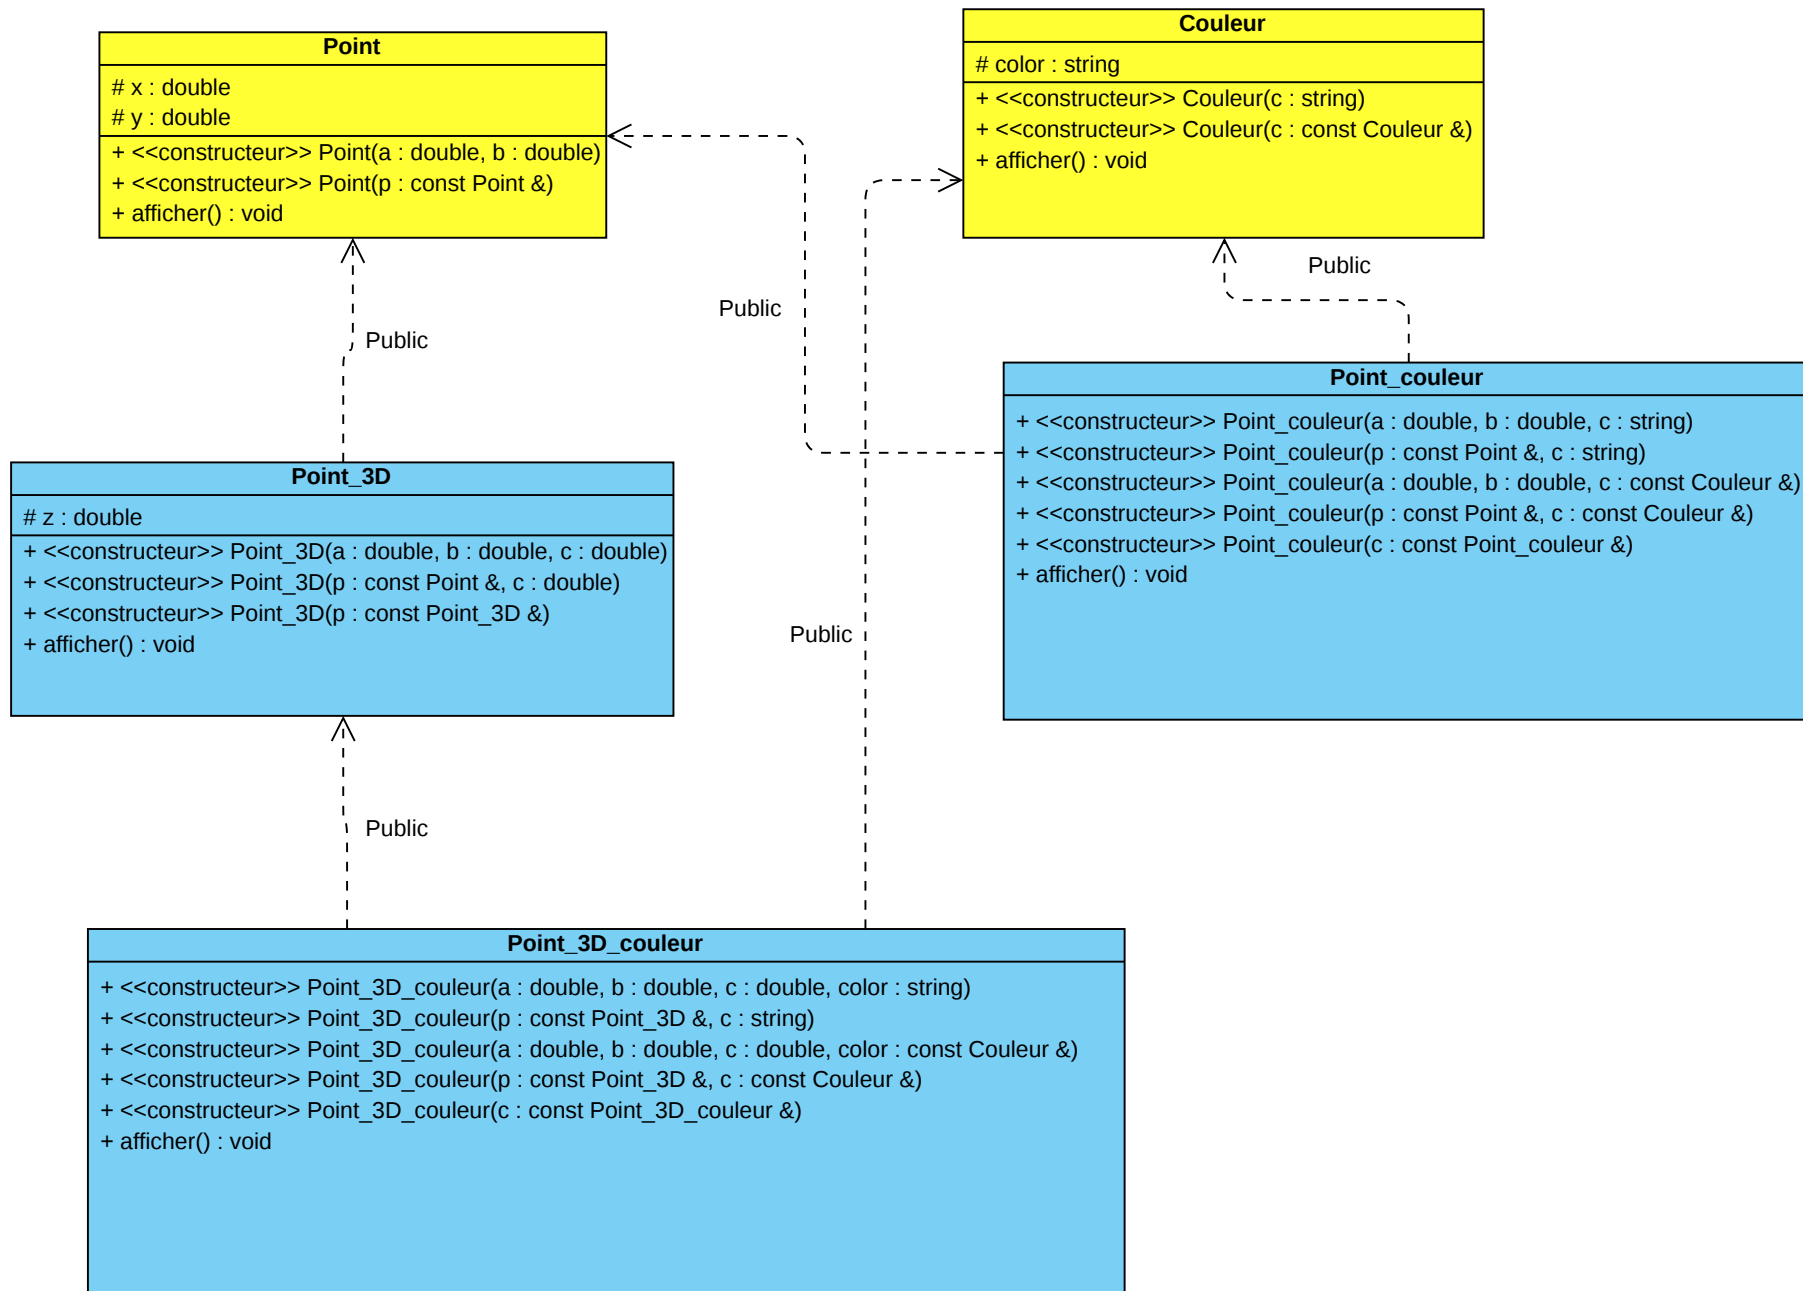 Point
# x : double
# y : double
+ <<constructeur>> Point(a : double, b : double)
+ <<constructeur>> Point(p : const Point &)
+ afficher() : void
Couleur
# color : string
+ <<constructeur>> Couleur(c : string)
+ <<constructeur>> Couleur(c : const Couleur &)
+ afficher() : void
Public
Public
Public
Point_couleur
+ <<constructeur>> Point_couleur(a : double, b : double, c : string)
+ <<constructeur>> Point_couleur(p : const Point &, c : string)
+ <<constructeur>> Point_couleur(a : double, b : double, c : const Couleur &)
+ <<constructeur>> Point_couleur(p : const Point &, c : const Couleur &)
+ <<constructeur>> Point_couleur(c : const Point_couleur &)
+ afficher() : void
Point_3D
# z : double
+ <<constructeur>> Point_3D(a : double, b : double, c : double)
+ <<constructeur>> Point_3D(p : const Point &, c : double)
+ <<constructeur>> Point_3D(p : const Point_3D &)
+ afficher() : void
Public
Public
Point_3D_couleur
+ <<constructeur>> Point_3D_couleur(a : double, b : double, c : double, color : string)
+ <<constructeur>> Point_3D_couleur(p : const Point_3D &, c : string)
+ <<constructeur>> Point_3D_couleur(a : double, b : double, c : double, color : const Couleur &)
+ <<constructeur>> Point_3D_couleur(p : const Point_3D &, c : const Couleur &)
+ <<constructeur>> Point_3D_couleur(c : const Point_3D_couleur &)
+ afficher() : void